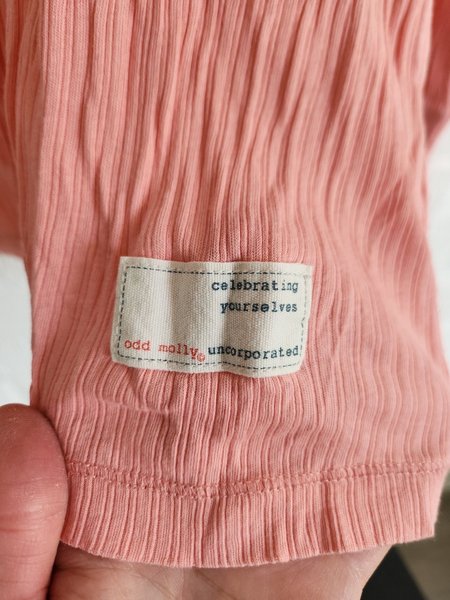 celebrating
yourselves
odd molly© uncorporated